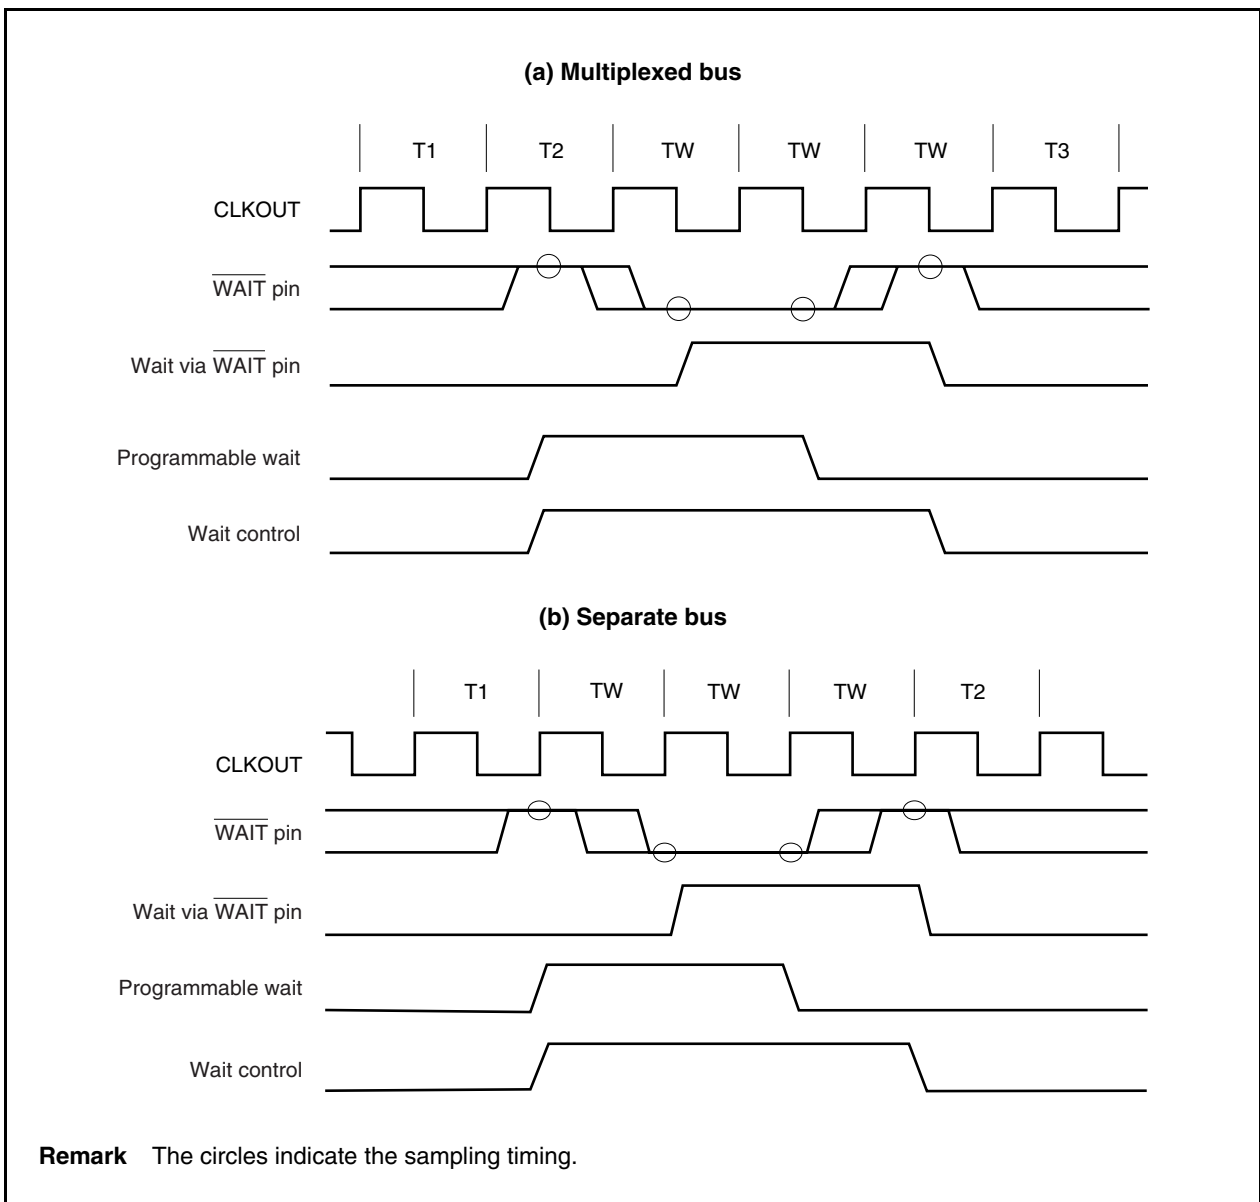 (a) Multiplexed bus
T1 T2 TW TW TW T3
CLKOUT
WAIT pin
Wait via WAIT pin
Programmable wait
Wait control
(b) Separate bus
T1 TW TW TW T2
CLKOUT
WAIT pin
Wait via WAIT pin
Programmable wait
Wait control
Remark The circles indicate the sampling timing.